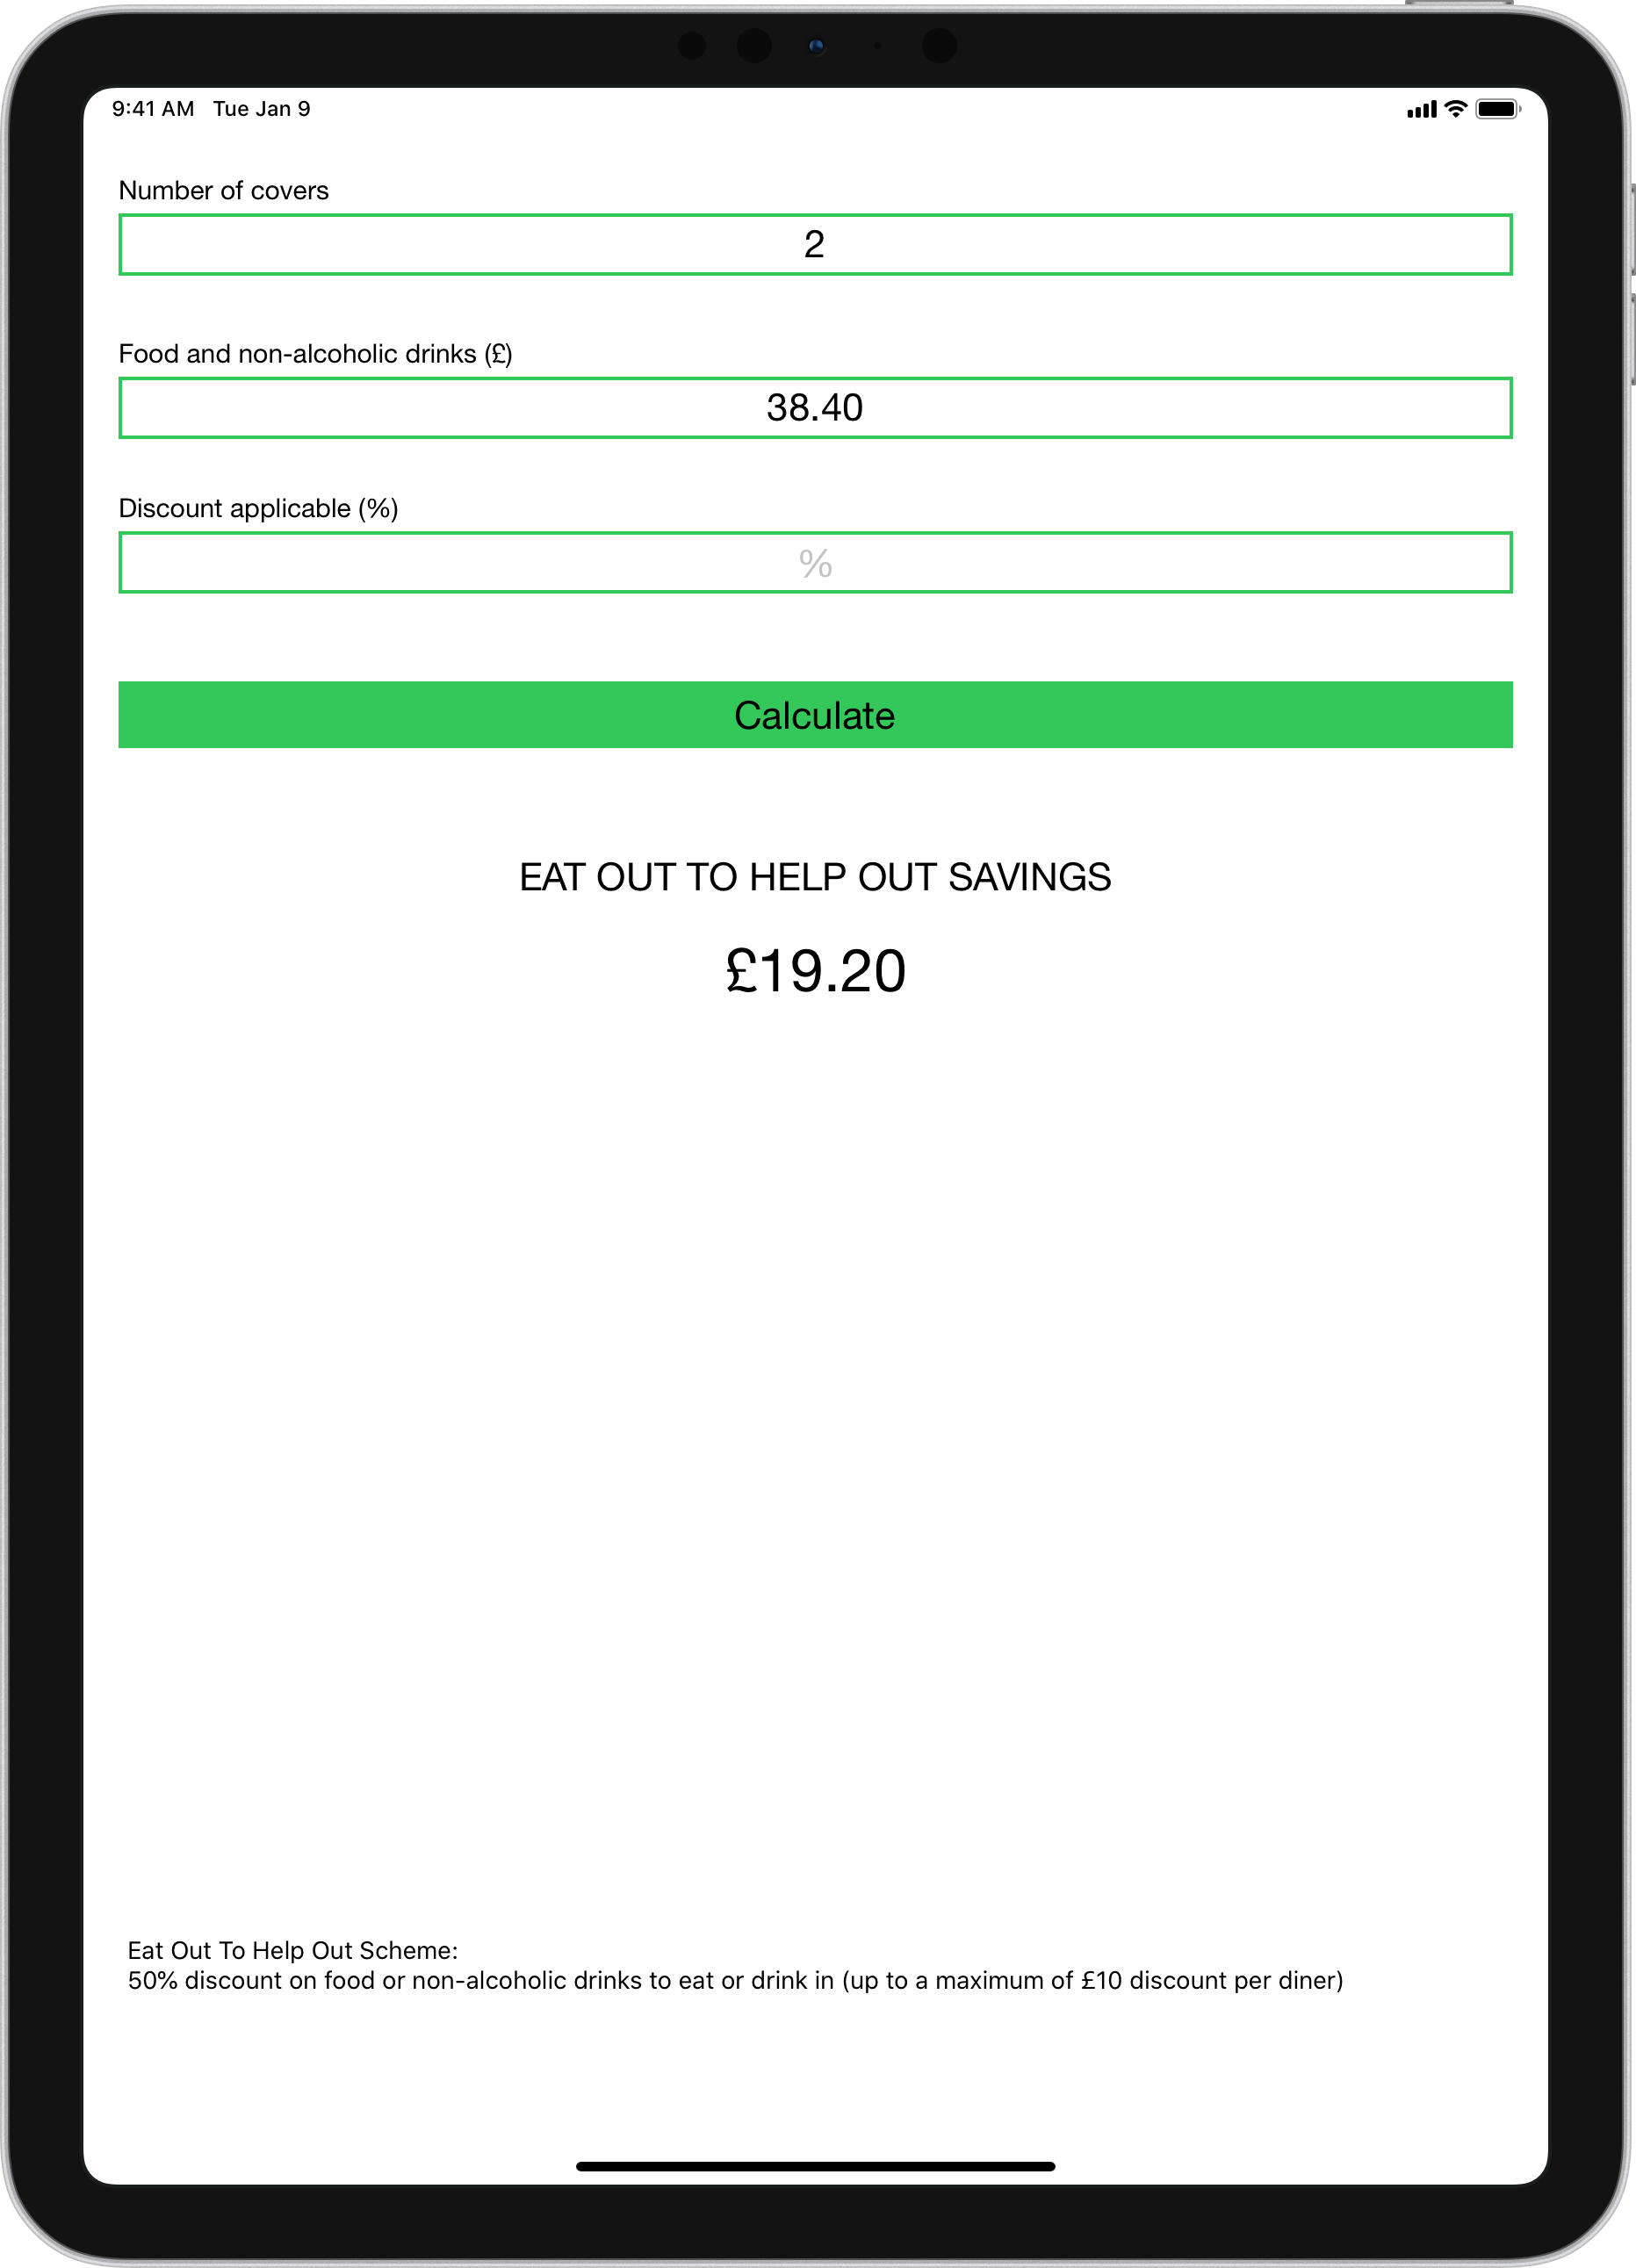 9:41 AM Tue Jan 9
Number of covers
2
Food and non-alcoholic drinks (£)
38.40
Discount applicable (%)
%
Calculate
EAT OUT TO HELP OUT SAVINGS
£19.20
Eat Out To Help Out Scheme:
50% discount on food or non-alcoholic drinks to eat or drink in (up to a maximum of £10 discount per diner)